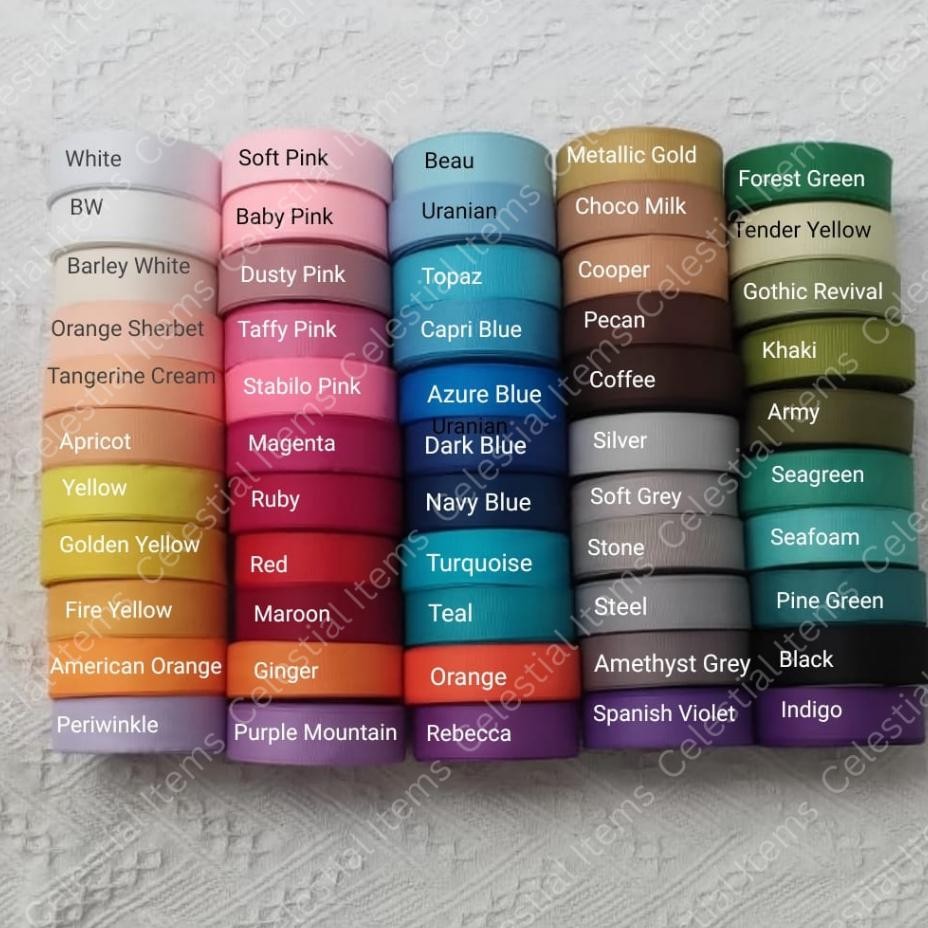 White
BW
Barley White
Orange Sherbet
Tangerine Cream
Apricot
Yellow
Golden Yellow
Fire Yellow
American Orange
Periwinkle
Soft Pink
Baby Pink
Dusty Pink
Taffy Pink
Stabilo Pink
Magenta
Ruby
Red
Maroon
Ginger
Purple Mountain
Beau
Uranian
Topaz
Capri Blue
Azure Blue
Uranian
Dark Blue
Navy Blue
Turquoise
Teal
Orange
Rebecca
Metallic Gold
Choco Milk
Cooper
Pecan
Coffee
Silver
Soft Grey
Stone
Steel
Amethyst Grey
Spanish Violet
Forest Green
Tender Yellow
Gothic Revival
Khaki
Army
Seagreen
Seafoam
Pine Green
Black
Indigo
Celestial Items